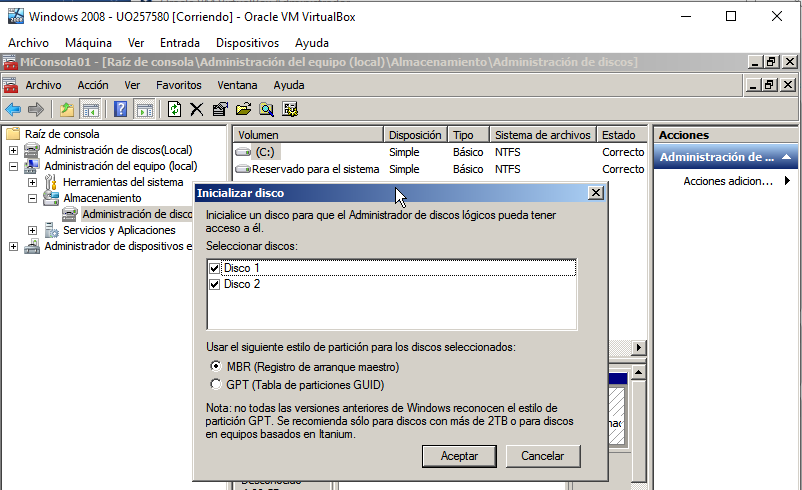 Windows 2008 - UO257580 [Corriendo] - Oracle VM VirtualBox
Archivo Máquina Ver Entrada Dispositivos Ayuda
MiConsola01 - [Raíz de consola\Administración del equipo (local)\Almacenamiento\Administración de discos]
Archivo Acción Ver Favoritos Ventana Ayuda
Raíz de consola
Administración de discos(Local)
Administración del equipo (local)
Herramientas del sistema
Almacenamiento
Administración de disco
Servicios y Aplicaciones
Administrador de dispositivos e
Volumen Disposición Tipo Sistema de archivos Estado
(C:) Simple Básico NTFS Correcto
Reservado para el sistema Simple Básico NTFS Correcto
Acciones
Administración de ...
Acciones adicion...
Inicializar disco
Inicialice un disco para que el Administrador de discos lógicos pueda tener
acceso a él.
Seleccionar discos:
Disco 1
Disco 2
Usar el siguiente estilo de partición para los discos seleccionados:
MBR (Registro de arranque maestro)
GPT (Tabla de particiones GUID)
Nota: no todas las versiones anteriores de Windows reconocen el estilo de
partición GPT. Se recomienda sólo para discos con más de 2TB o para discos
en equipos basados en Itanium.
Aceptar Cancelar
Desconocido